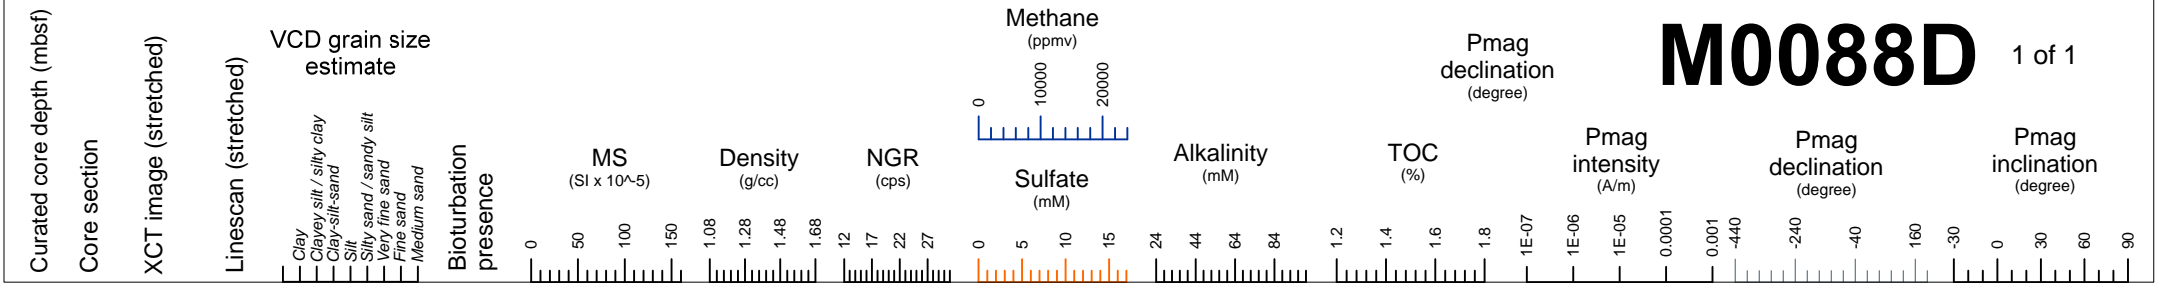 Curated core depth (mbsf)
Core section
XCT image (stretched)
Linescan (stretched)
VCD grain size
estimate
Clay
Clayey silt / silty clay
Clay-silt-sand
Silt
Silty sand / sandy silt
Very fine sand
Fine sand
Medium sand
Bioturbation
presence
MS
(SI x 10^-5)
0 50 100 150
Density
(g/cc)
1.08 1.28 1.48 1.68
NGR
(cps)
12 17 22 27
Methane
(ppmv)
0 10000 20000
Sulfate
(mM)
0 5 10 15
Alkalinity
(mM)
24 44 64 84
TOC
(%)
1.2 1.4 1.6 1.8
Pmag
declination
(degree)
Pmag
intensity
(A/m)
1E-07 1E-06 1E-05 0.0001 0.001
M0088D 1 of 1
Pmag
declination
(degree)
-440 -240 -40 160
Pmag
inclination
(degree)
-30 0 30 60 90